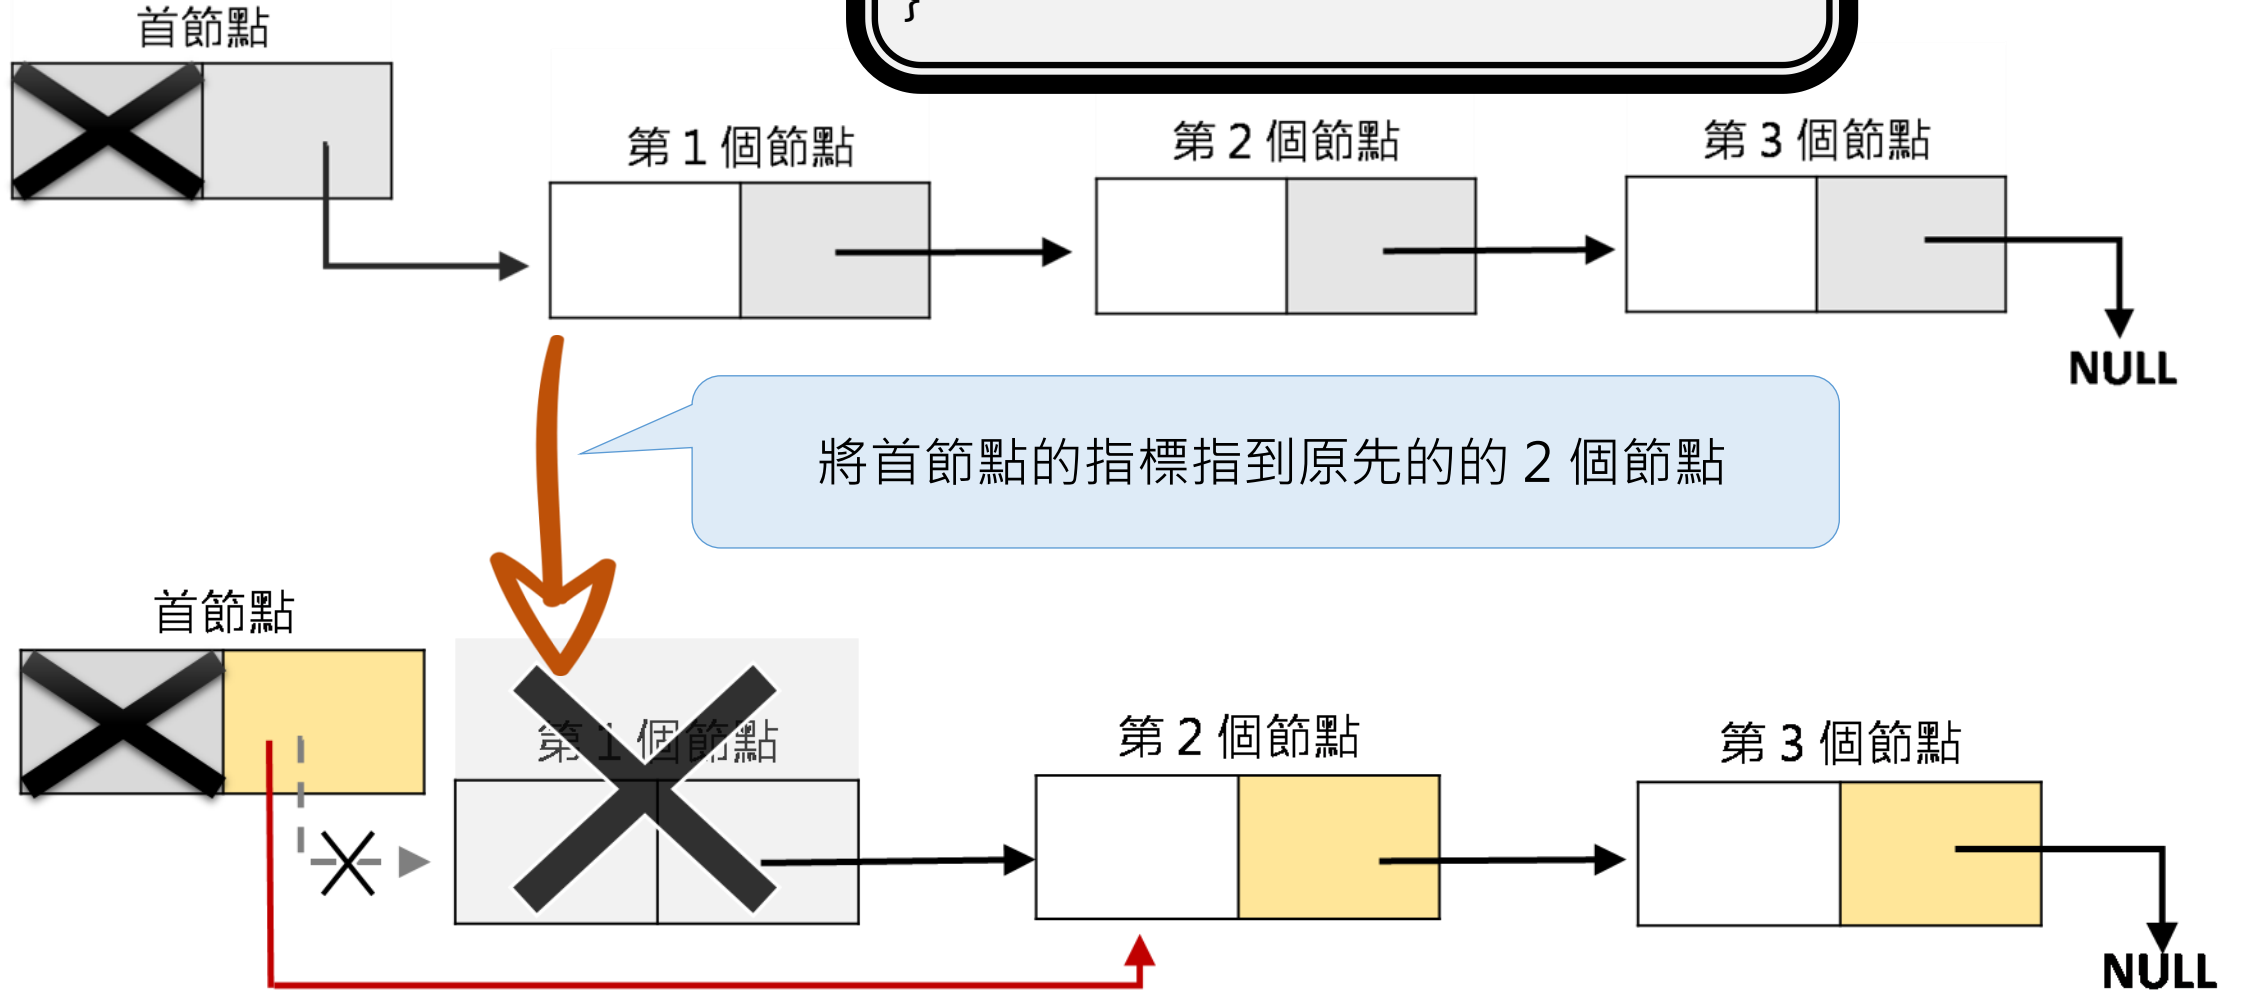 }
首節點
第 1 個節點
第 2 個節點
第 3 個節點
NULL
將首節點的指標指到原先的的 2 個節點
首節點
第 1 個節點
第 2 個節點
第 3 個節點
NULL